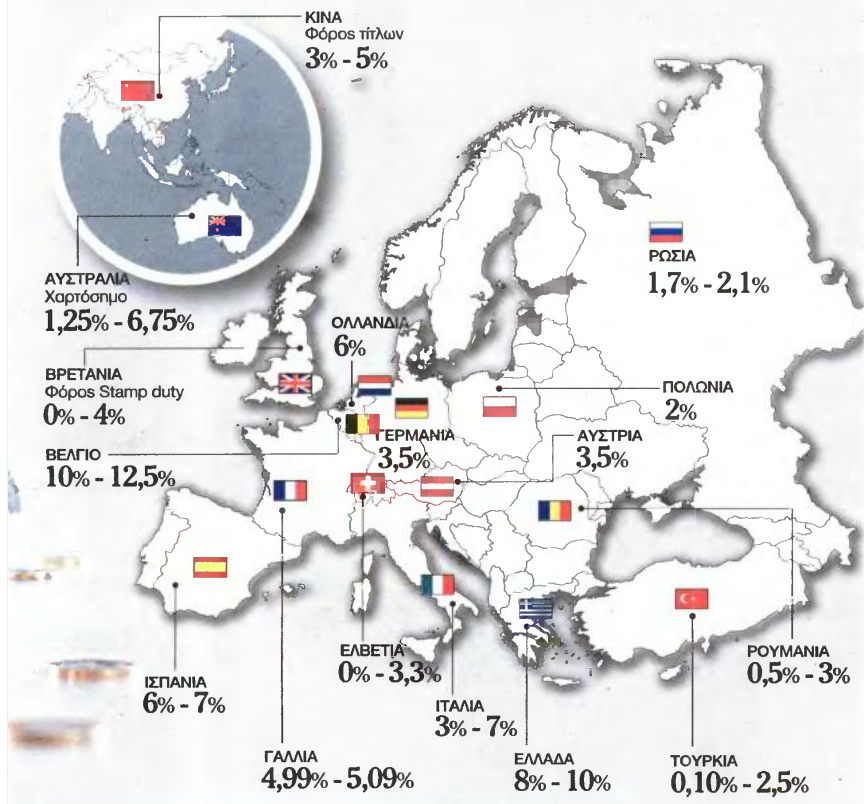 ΚΙΝΑ
Φόρος τίτλων
3% - 5%
ΑΥΣΤΡΑΛΙΑ
Χαρτόσημο
1,25% - 6,75%
ΒΡΕΤΑΝΙΑ
Φόρος Stamp duty
0% - 4%
ΒΕΛΓΙΟ
10% - 12,5%
ΟΛΛΑΝΔΙΑ
6%
ΡΩΣΙΑ
1,7% - 2,1%
ΠΟΛΩΝΙΑ
2%
ΓΕΡΜΑΝΙΑ
3,5%
ΑΥΣΤΡΙΑ
3,5%
ΙΣΠΑΝΙΑ
6% - 7%
ΓΑΛΛΙΑ
4,99% - 5,09%
ΕΛΒΕΤΙΑ
0% - 3,3%
ΙΤΑΛΙΑ
3% - 7%
ΕΛΛΑΔΑ
8% - 10%
ΡΟΥΜΑΝΙΑ
0,5% - 3%
ΤΟΥΡΚΙΑ
0,10% - 2,5%